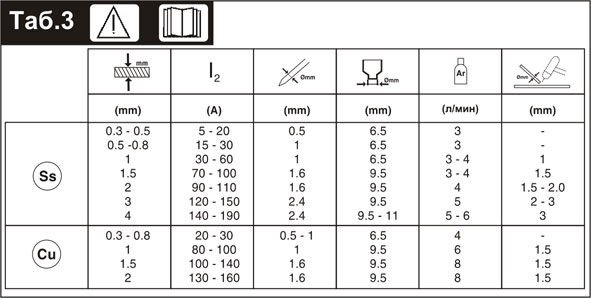 Таб.3
mm I₂ Ømm Ømm Ar Ømm
(mm) (A) (mm) (mm) (л/мин) (mm)
0.3 - 0.5 5 - 20 0.5 6.5 3 -
0.5 -0.8 15 - 30 1 6.5 3 -
1 30 - 60 1 6.5 3 - 4 1
Ss 1.5 70 - 100 1.6 9.5 3 - 4 1.5
2 90 - 110 1.6 9.5 4 1.5 - 2.0
3 120 - 150 2.4 9.5 5 2 - 3
4 140 - 190 2.4 9.5 - 11 5 - 6 3
0.3 - 0.8 20 - 30 0.5 - 1 6.5 4 -
Cu 1 80 - 100 1 9.5 6 1.5
1.5 100 - 140 1.6 9.5 8 1.5
2 130 - 160 1.6 9.5 8 1.5